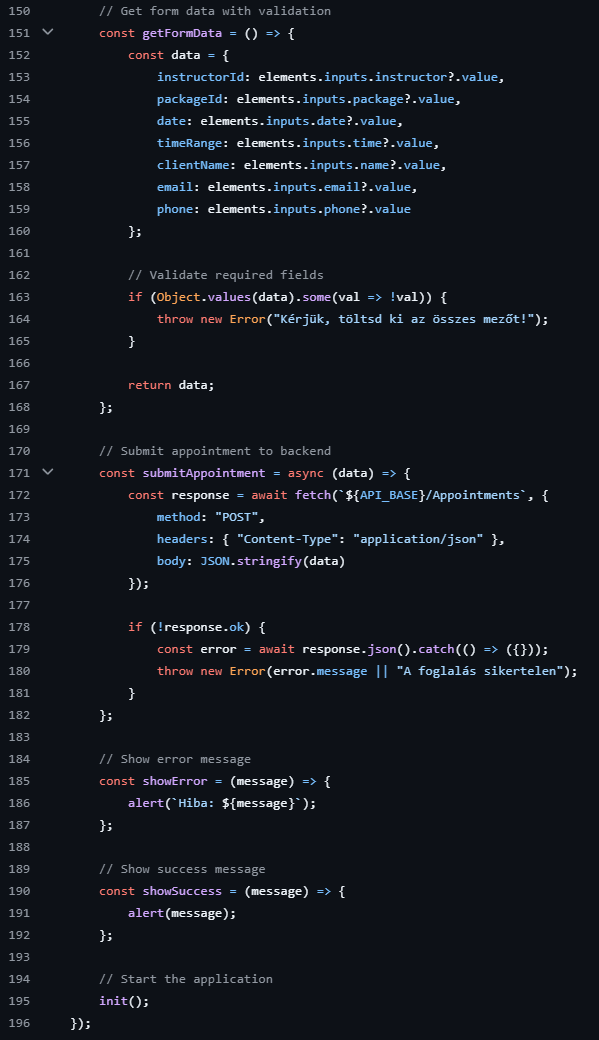 150 // Get form data with validation
151 const getFormData = () => {
152 const data = {
153 instructorId: elements.inputs.instructor?.value,
154 packageId: elements.inputs.package?.value,
155 date: elements.inputs.date?.value,
156 timeRange: elements.inputs.time?.value,
157 clientName: elements.inputs.name?.value,
158 email: elements.inputs.email?.value,
159 phone: elements.inputs.phone?.value
160 };
161
162 // Validate required fields
163 if (Object.values(data).some(val => !val)) {
164 throw new Error("Kérjük, töltsd ki az összes mezőt!");
165 }
166
167 return data;
168 };
169
170 // Submit appointment to backend
171 const submitAppointment = async (data) => {
172 const response = await fetch(`${API_BASE}/Appointments`, {
173 method: "POST",
174 headers: { "Content-Type": "application/json" },
175 body: JSON.stringify(data)
176 });
177
178 if (!response.ok) {
179 const error = await response.json().catch(() => ({}));
180 throw new Error(error.message || "A foglalás sikertelen");
181 }
182 };
183
184 // Show error message
185 const showError = (message) => {
186 alert(`Hiba: ${message}`);
187 };
188
189 // Show success message
190 const showSuccess = (message) => {
191 alert(message);
192 };
193
194 // Start the application
195 init();
196 });